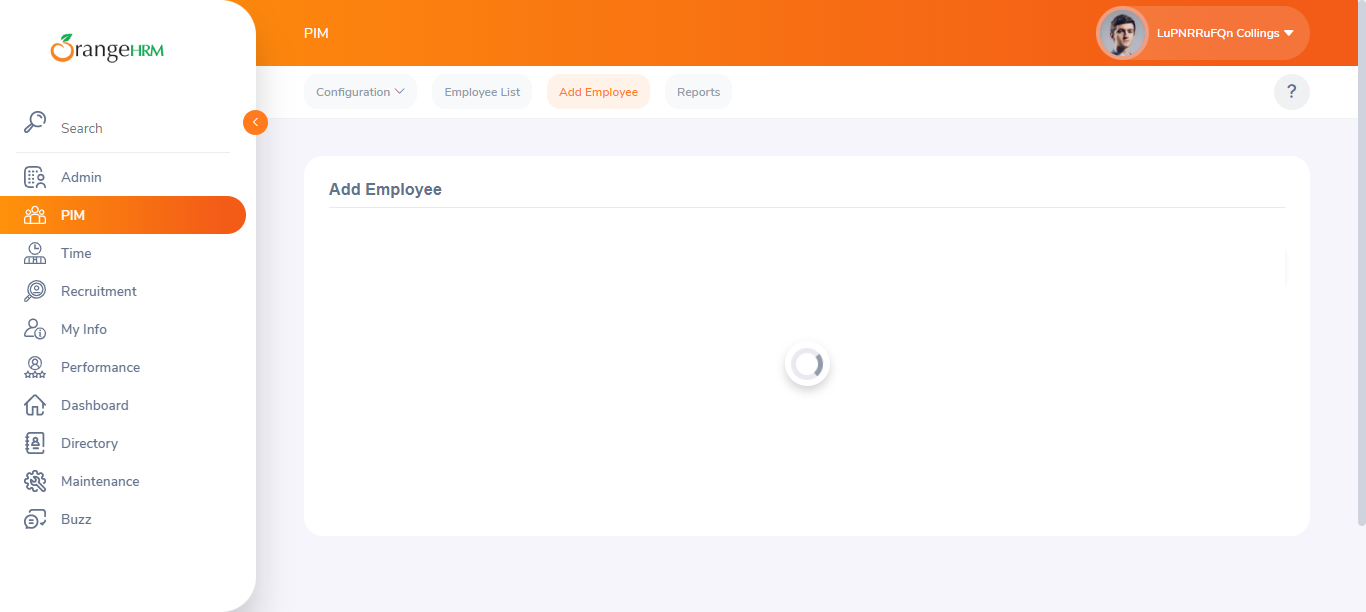 OrangeHRM
Search
Admin
PIM
Time
Recruitment
My Info
Performance
Dashboard
Directory
Maintenance
Buzz
PIM
LuPNRRuFQn Collings
Configuration
Employee List
Add Employee
Reports
?
Add Employee